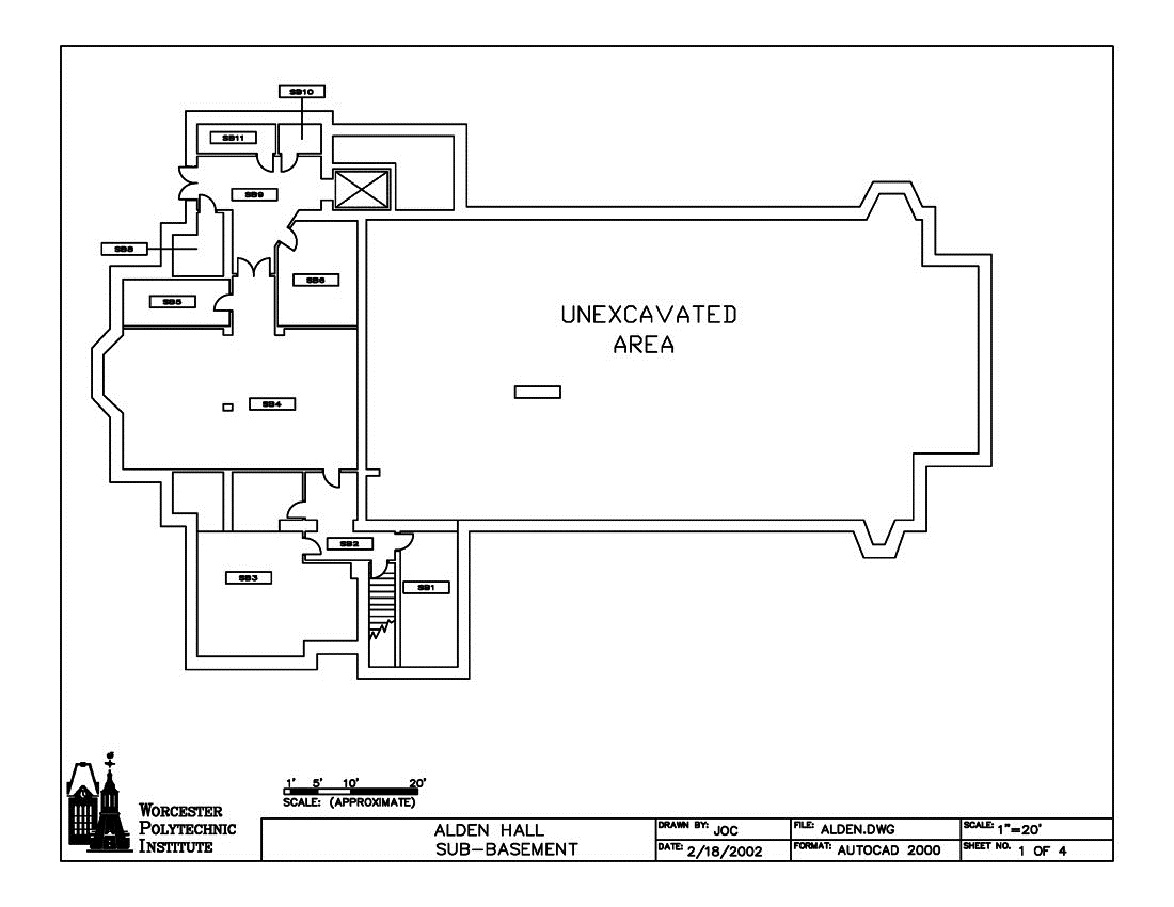 SB10
SB11
SB9
SB8
SB6
SB5
UNEXCAVATED
AREA
SB4
SB2
SB3
SB1
1" 5' 10' 20'
SCALE: (APPROXIMATE)
WORCESTER
POLYTECHNIC
INSTITUTE
ALDEN HALL
SUB-BASEMENT
DRAWN BY: JOC
DATE: 2/18/2002
FILE: ALDEN.DWG
FORMAT: AUTOCAD 2000
SCALE: 1"=20"
SHEET NO. 1 OF 4